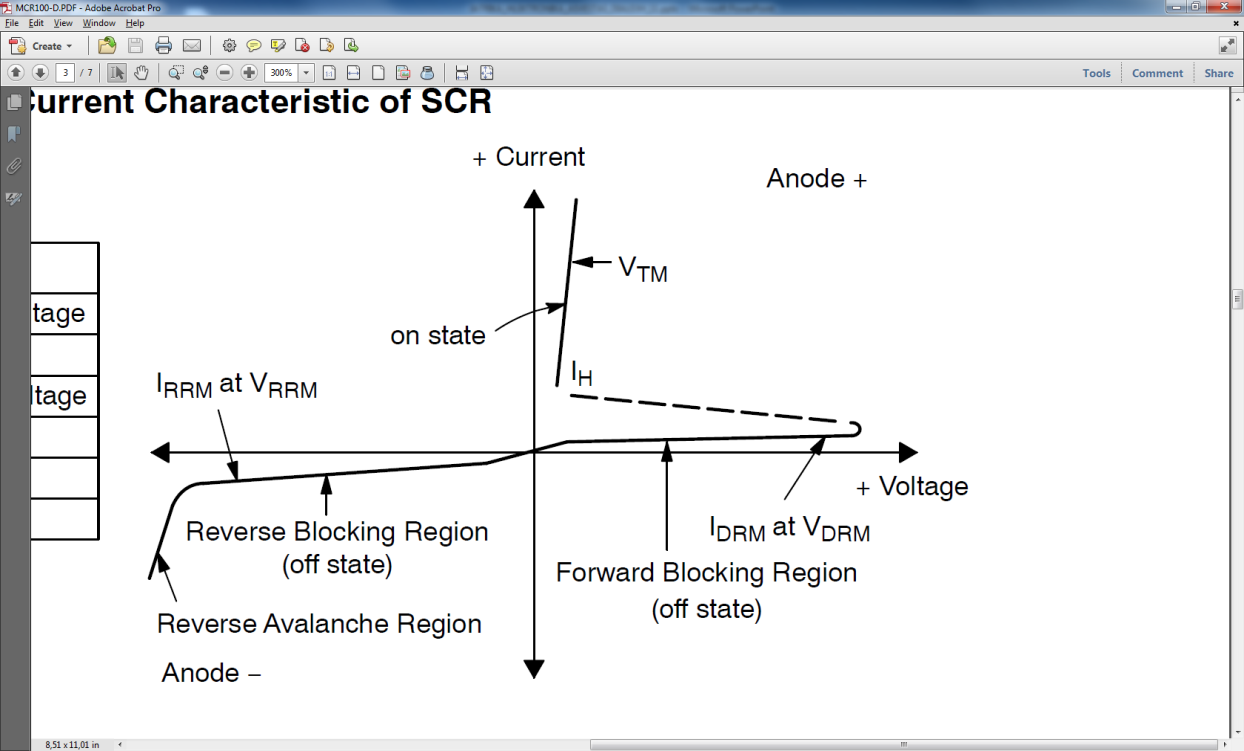 MCR100-D.PDF - Adobe Acrobat Pro
File Edit View Window Help
Create
3 / 7 300% Tools Comment Share
Current Characteristic of SCR
+ Current
Anode +
VTM
tage
on state
IH
IRRM at VRRM
ltage
+ Voltage
IDRM at VDRM
Reverse Blocking Region
(off state)
Forward Blocking Region
(off state)
Reverse Avalanche Region
Anode −
8,51 x 11,01 in